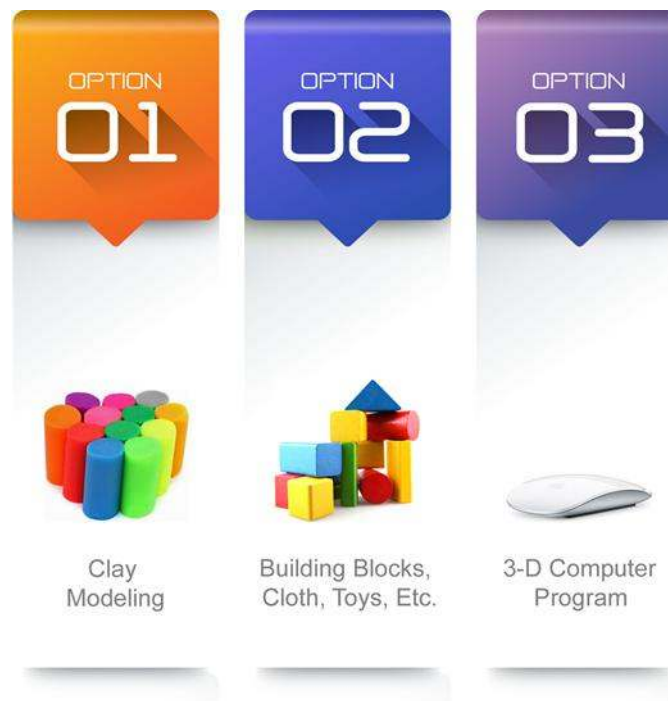 OPTION
01
Clay
Modeling
OPTION
02
Building Blocks,
Cloth, Toys, Etc.
OPTION
03
3-D Computer
Program